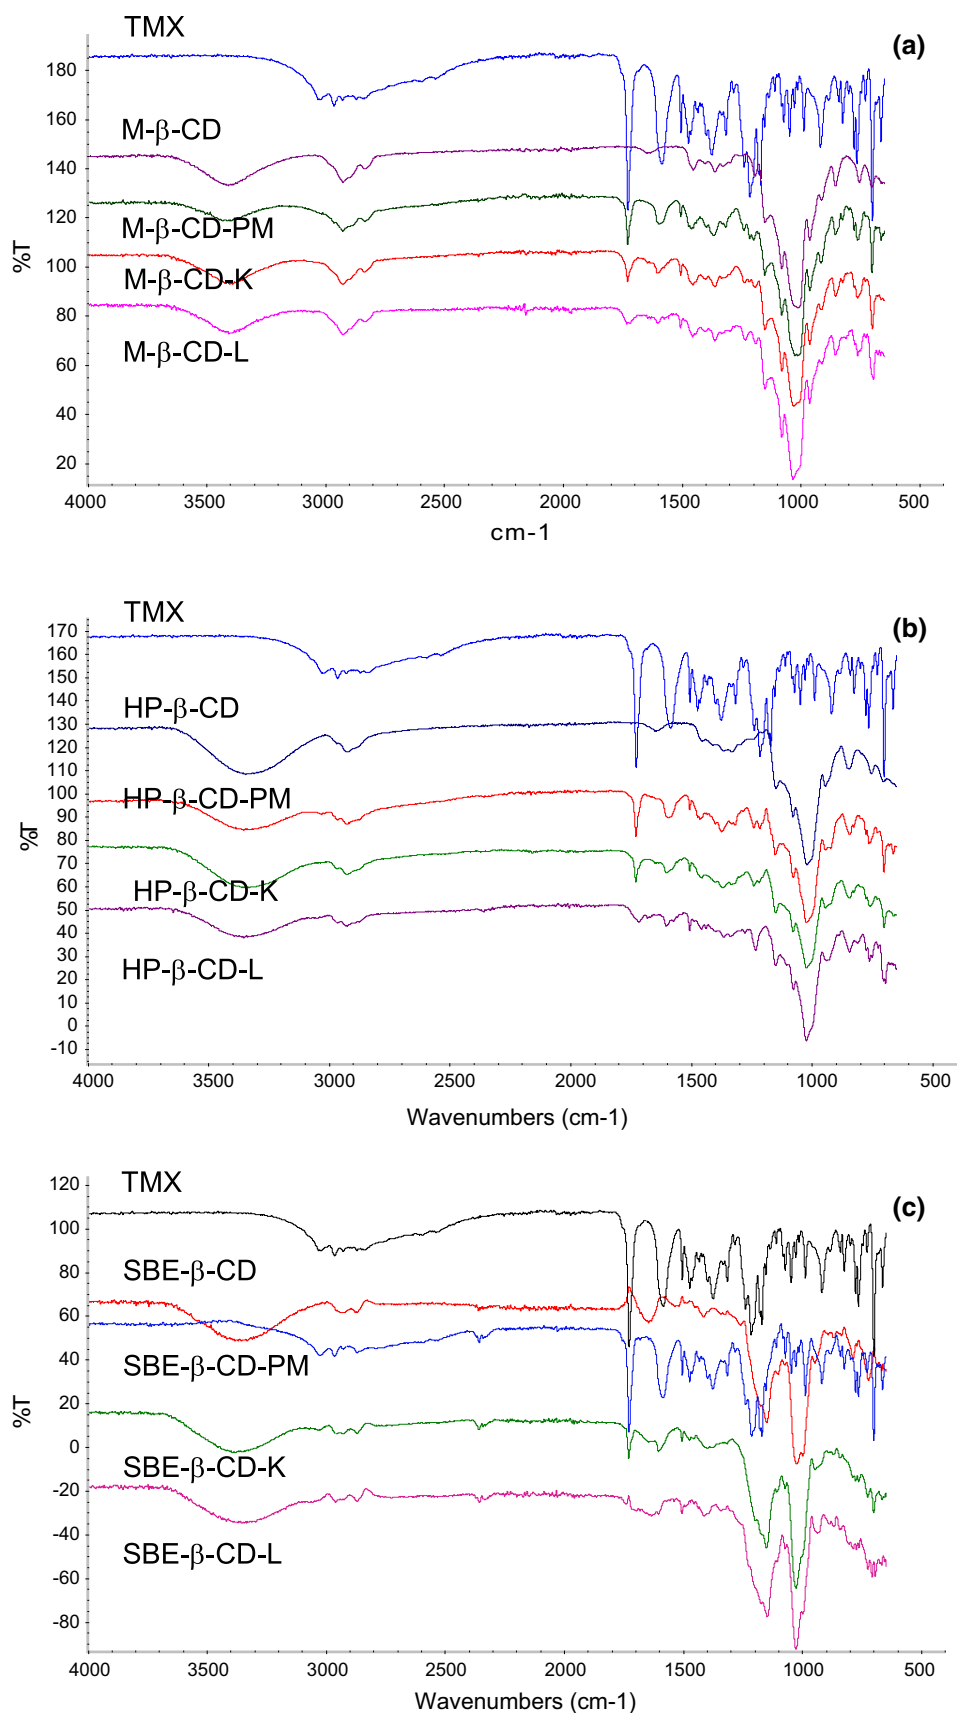 TMX
(a)
180
M-β-CD
160
140
M-β-CD-PM
120
%T
M-β-CD-K
100
80
M-β-CD-L
60
40
20
4000 3500 3000 2500 2000 1500 1000 500
cm-1
TMX
(b)
170
160
150
HP-β-CD
140
130
120
110
HP-β-CD-PM
100
90
%T
80
70
HP-β-CD-K
60
50
40
HP-β-CD-L
30
20
10
0
-10
4000 3500 3000 2500 2000 1500 1000 500
Wavenumbers (cm-1)
TMX
120
(c)
100
SBE-β-CD
80
60
SBE-β-CD-PM
40
%T
20
0
SBE-β-CD-K
-20
-40
SBE-β-CD-L
-60
-80
4000 3500 3000 2500 2000 1500 1000 500
Wavenumbers (cm-1)